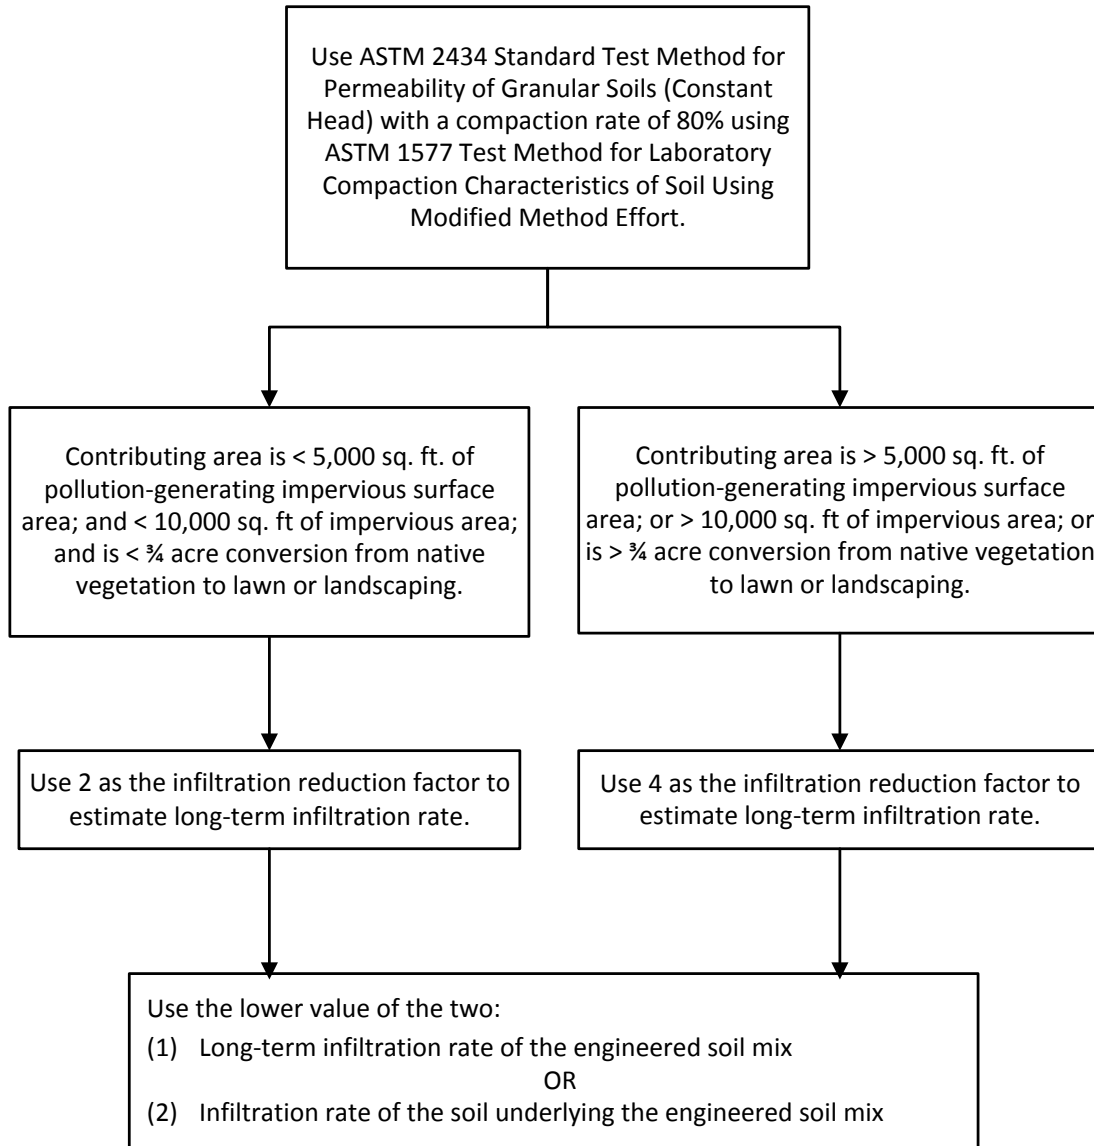 Use ASTM 2434 Standard Test Method for
Permeability of Granular Soils (Constant
Head) with a compaction rate of 80% using
ASTM 1577 Test Method for Laboratory
Compaction Characteristics of Soil Using
Modified Method Effort.
Contributing area is < 5,000 sq. ft. of
pollution-generating impervious surface
area; and < 10,000 sq. ft of impervious area;
and is < ¾ acre conversion from native
vegetation to lawn or landscaping.
Contributing area is > 5,000 sq. ft. of
pollution-generating impervious surface
area; or > 10,000 sq. ft of impervious area; or
is > ¾ acre conversion from native vegetation
to lawn or landscaping.
Use 2 as the infiltration reduction factor to
estimate long-term infiltration rate.
Use 4 as the infiltration reduction factor to
estimate long-term infiltration rate.
Use the lower value of the two:
(1) Long-term infiltration rate of the engineered soil mix
OR
(2) Infiltration rate of the soil underlying the engineered soil mix